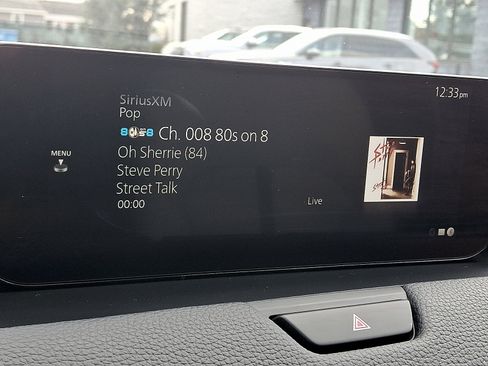 SiriusXM
Pop
12:33pm
80s8 Ch. 008 80s on 8
MENU
Oh Sherrie (84)
Steve Perry
Street Talk
00:00
Live